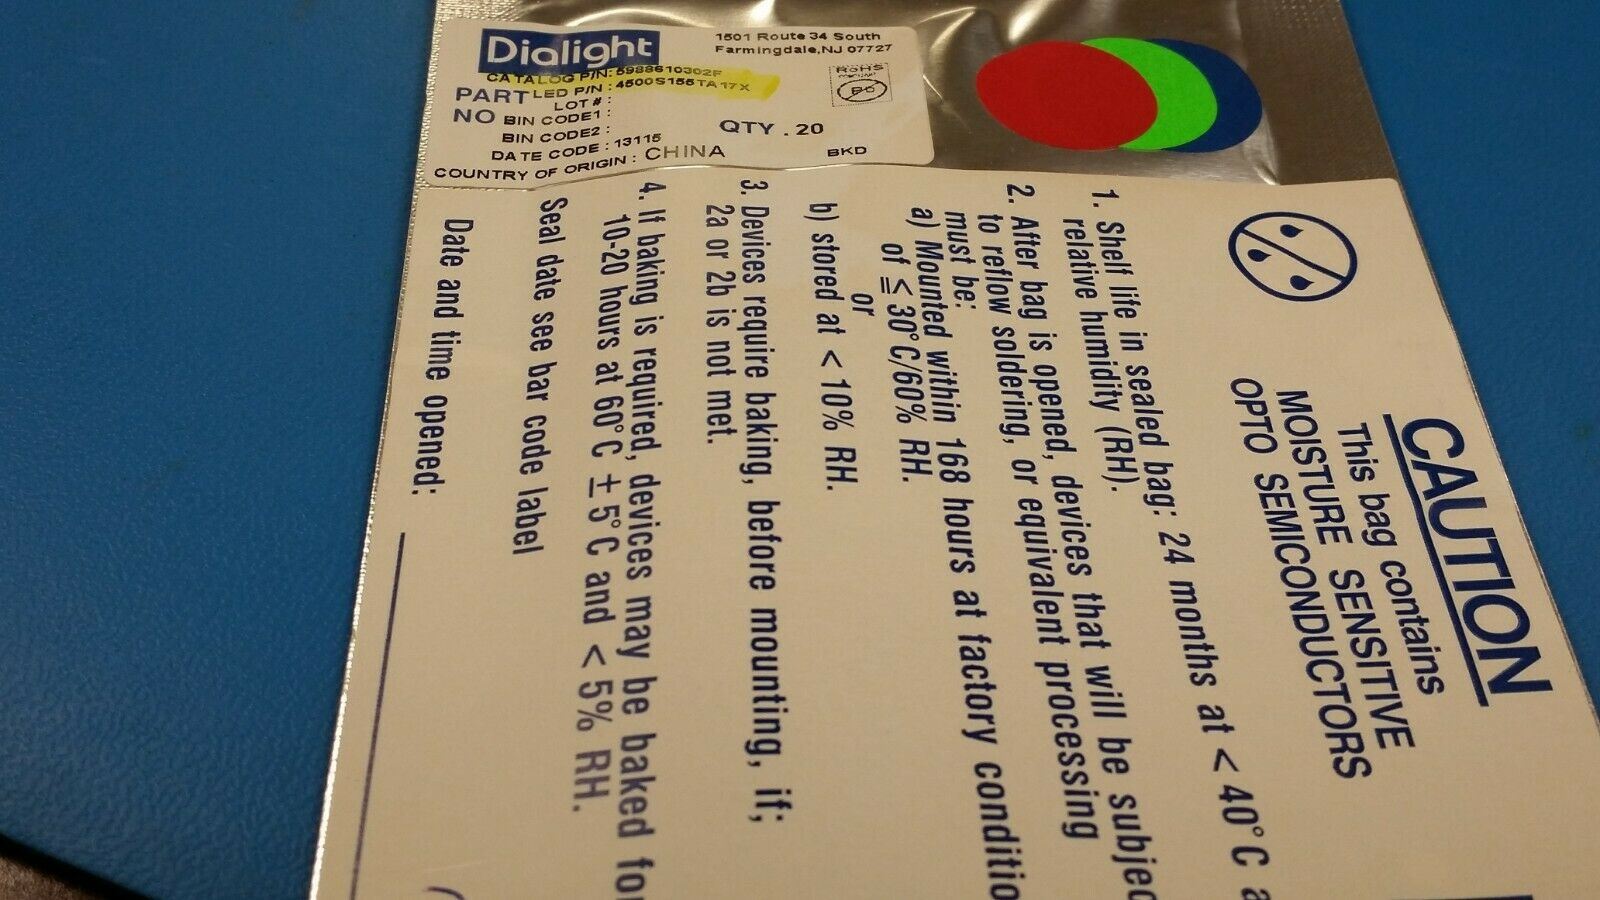 Dialight
1501 Route 34 South
Farmingdale,NJ 07727
CATALOG P/N: 5988610302F
PART NO
LED P/N : 4500S155TA17X
LOT # :
BIN CODE1 :
BIN CODE2 :
DATE CODE : 13115
COUNTRY OF ORIGIN : CHINA
QTY . 20
BKD
RoHS
CAUTION
This bag contains
MOISTURE SENSITIVE
OPTO SEMICONDUCTORS
1. Shelf life in sealed bag: 24 months at < 40°C a
relative humidity (RH).
2. After bag is opened, devices that will be subjec
to reflow soldering, or equivalent processing
must be:
a) Mounted within 168 hours at factory conditio
of ≤ 30°C/60% RH.
or
b) stored at < 10% RH.
3. Devices require baking, before mounting, if;
2a or 2b is not met.
4. If baking is required, devices may be baked fo
10-20 hours at 60°C ± 5°C and < 5% RH.
Seal date see bar code label
Date and time opened: